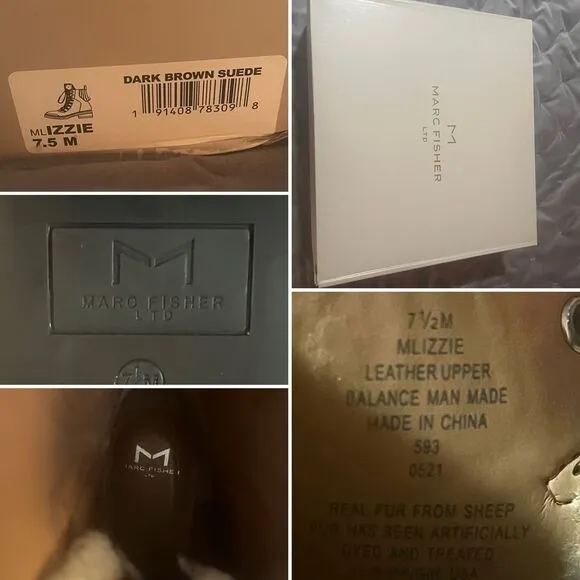 DARK BROWN SUEDE
1 91408 78309 8
MLIZZIE
7.5 M
MARC FISHER
LTD
MARC FISHER
LTD
MARC FISHER
LTD
7½M
MLIZZIE
LEATHER UPPER
BALANCE MAN MADE
MADE IN CHINA
593
0521
REAL FUR FROM SHEEP
FUR HAS BEEN ARTIFICIALLY
DYED AND TREATED